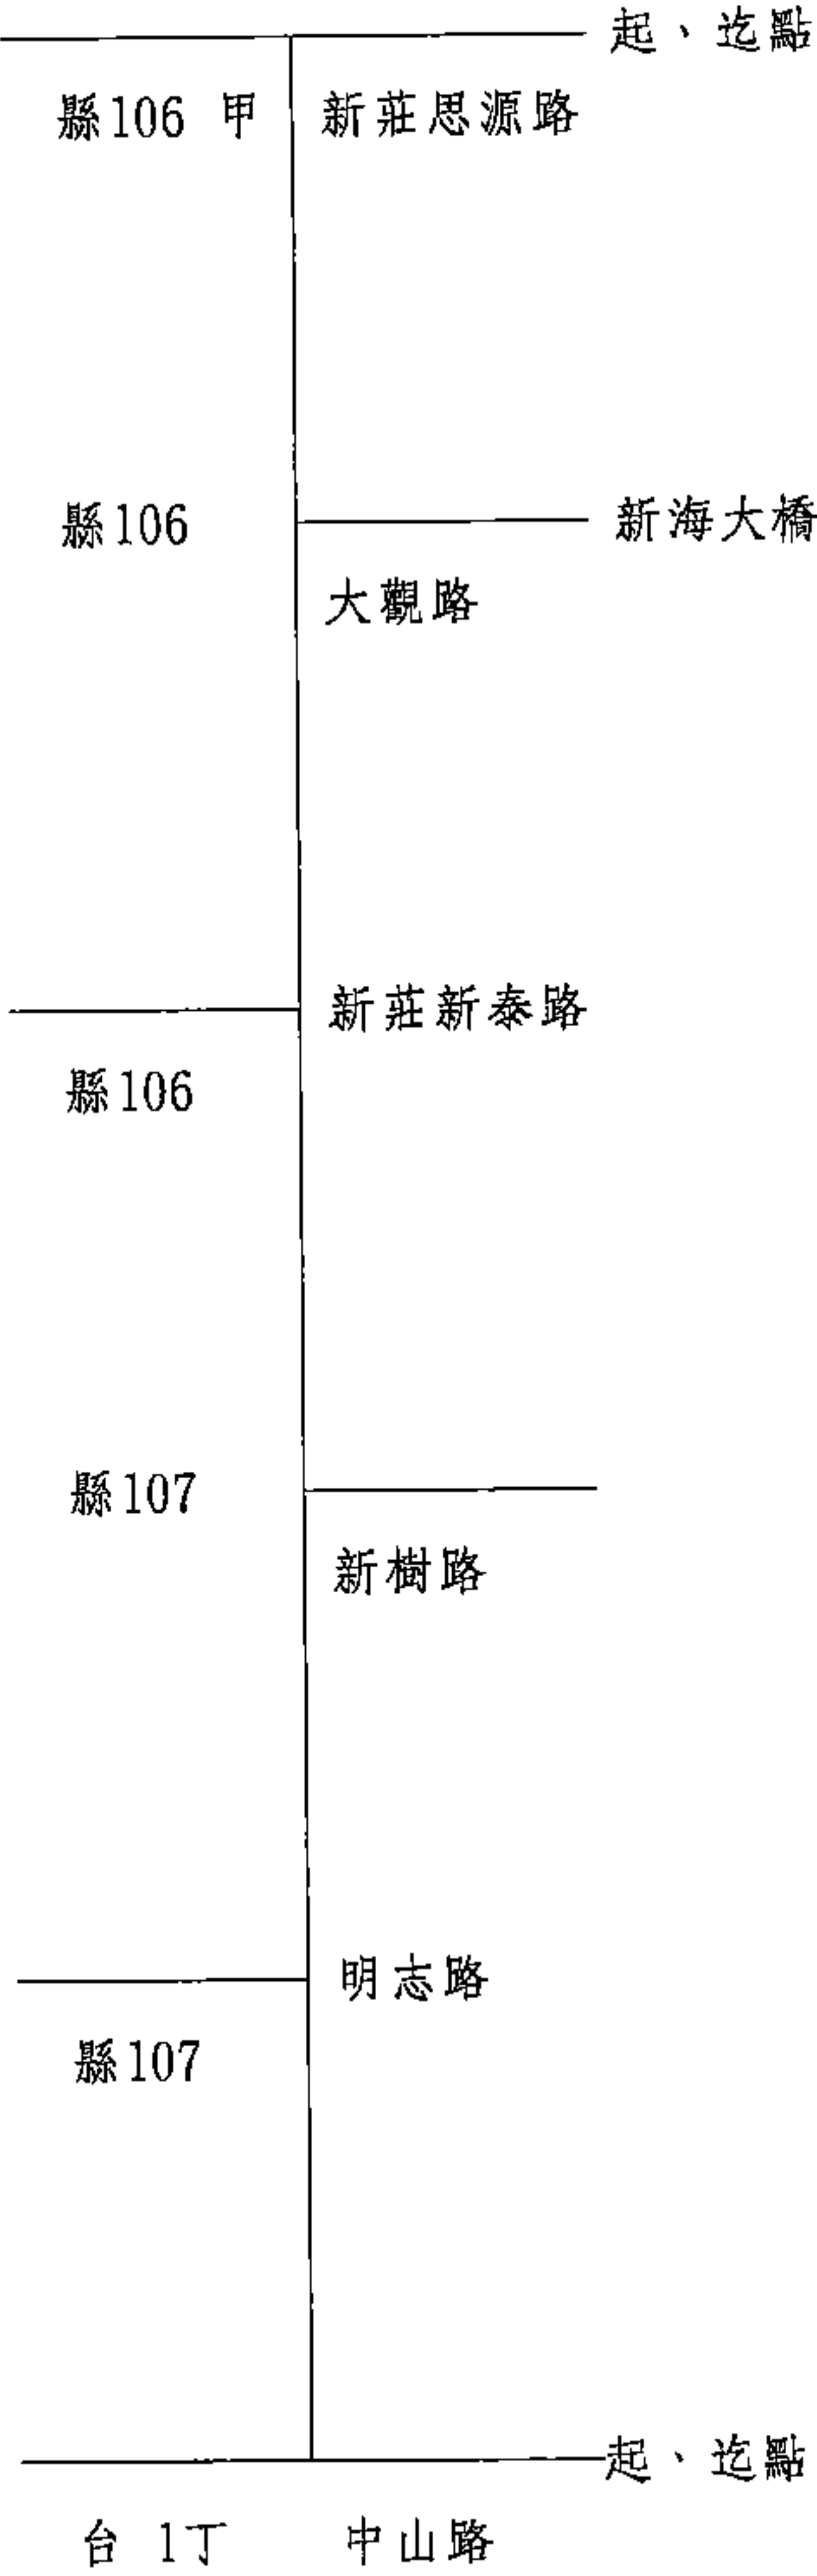 起、迄點
縣106 甲 新莊思源路
縣106 新海大橋
大觀路
新莊新泰路
縣106
縣107
新樹路
明志路
縣107
起、迄點
台 1丁 中山路